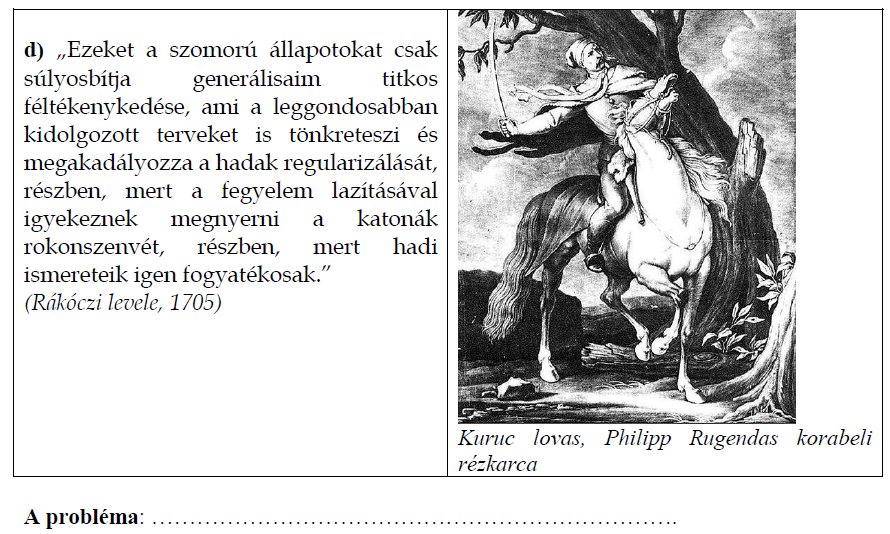 d) „Ezeket a szomorú állapotokat csak
súlyosbítja generálisaim titkos
féltékenykedése, ami a leggondosabban
kidolgozott terveket is tönkreteszi és
megakadályozza a hadak regularizálását,
részben, mert a fegyelem lazításával
igyekeznek megnyerni a katonák
rokonszenvét, részben, mert hadi
ismereteik igen fogyatékosak.”
(Rákóczi levele, 1705)
Kuruc lovas, Philipp Rugendas korabeli
rézkarca
A probléma: …………………………………………………………….